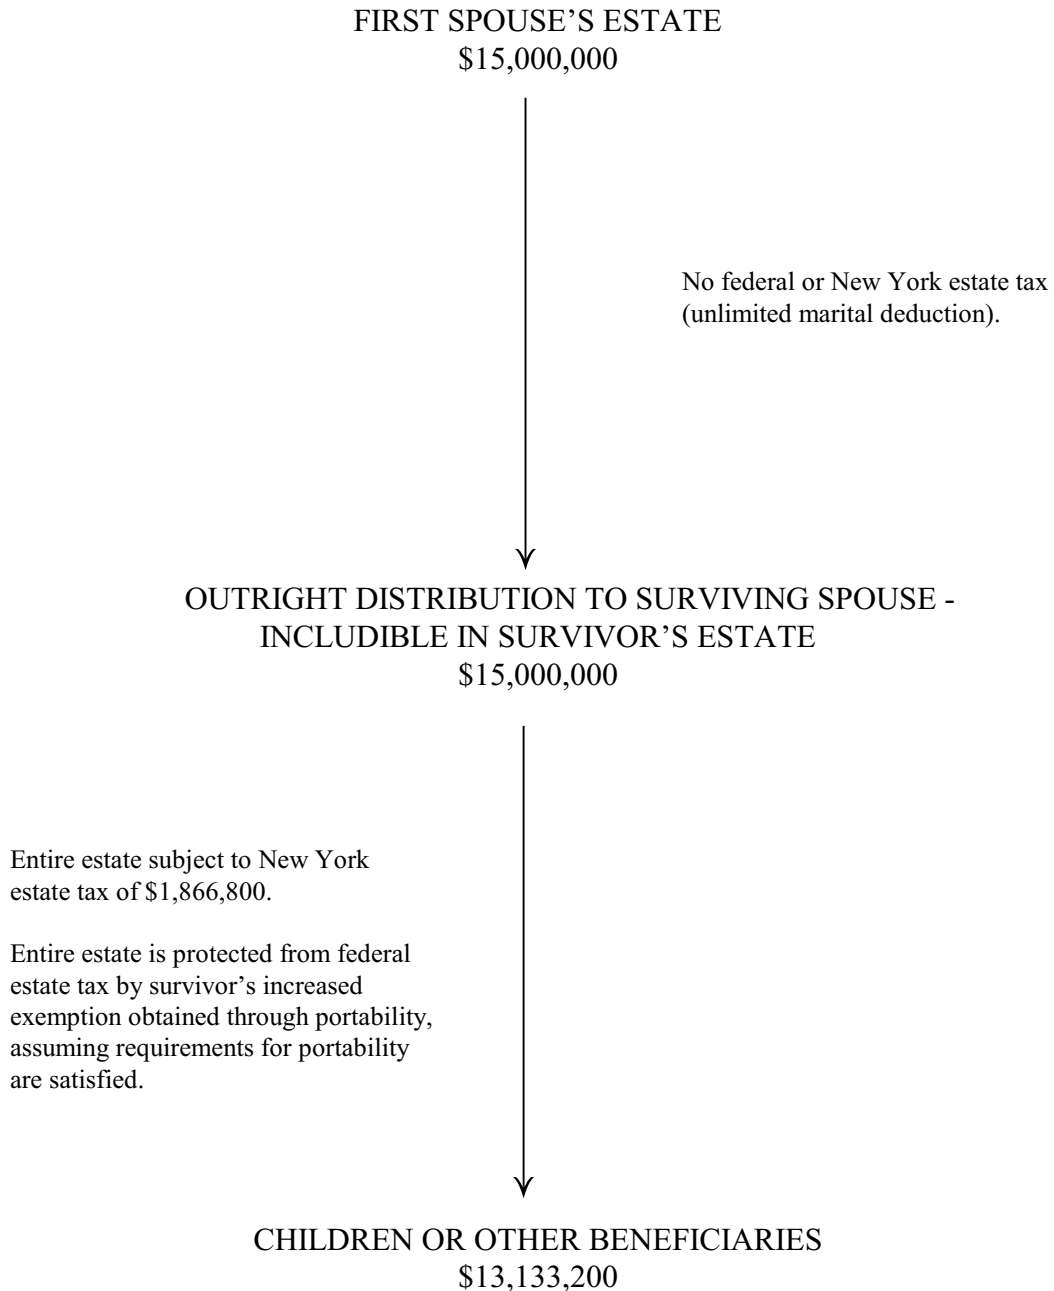 FIRST SPOUSE’S ESTATE
$15,000,000
No federal or New York estate tax
(unlimited marital deduction).
OUTRIGHT DISTRIBUTION TO SURVIVING SPOUSE -
INCLUDIBLE IN SURVIVOR’S ESTATE
$15,000,000
Entire estate subject to New York
estate tax of $1,866,800.
Entire estate is protected from federal
estate tax by survivor’s increased
exemption obtained through portability,
assuming requirements for portability
are satisfied.
CHILDREN OR OTHER BENEFICIARIES
$13,133,200